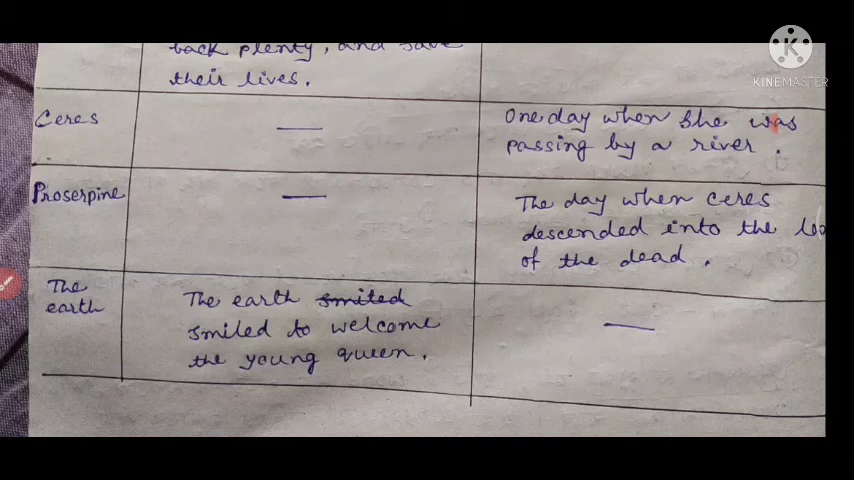 back plenty, and save
their lives.
KINEMASTER
Ceres
—
One day when she was
passing by a river.
Proserpine
—
The day when Ceres
descended into the
of the dead.
The
earth
The earth smited
smiled to welcome
the young queen.
—